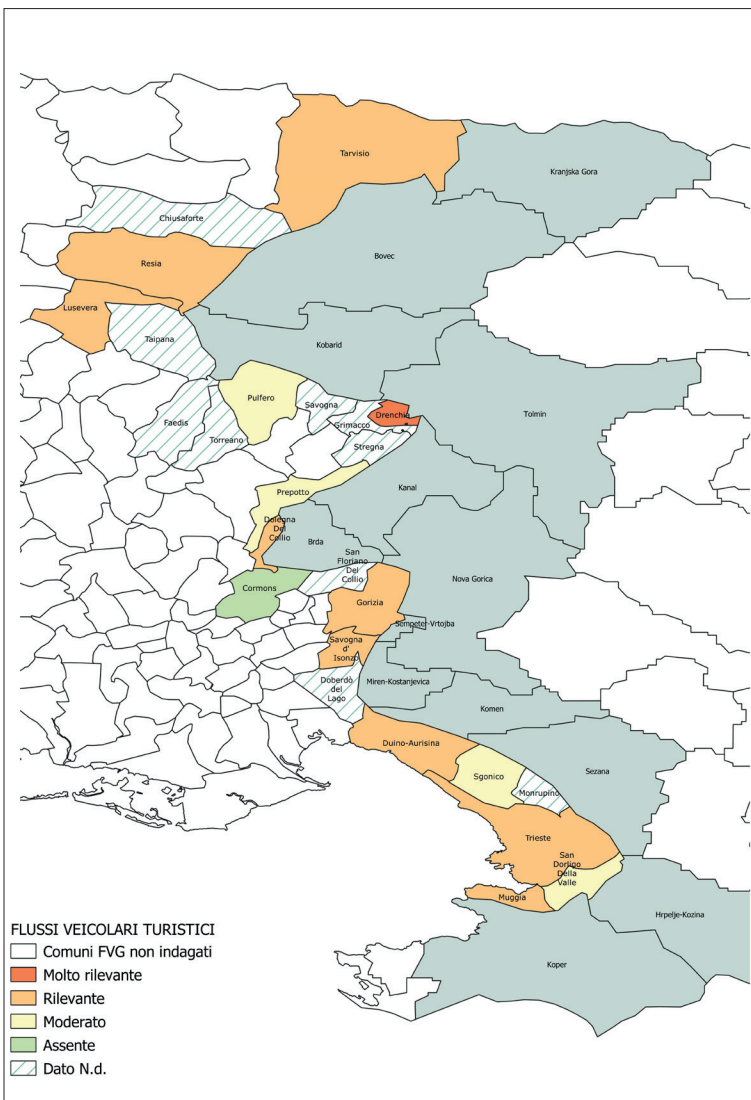 Tarvisio
Kranjska Gora
Chiusaforte
Bovec
Resia
Lusevera
Taipana
Kobarid
Pulfero
Savogna
Drenchia
Tolmin
Faedis
Grimacco
Torreano
Stregna
Kanal
Prepotto
Dolegna
Del
Collio
Brda
San
Floriano
Del
Collio
Nova Gorica
Cormons
Gorizia
Sempeter-Vrtojba
Savogna
d'
Isonzo
Doberdò
del
Lago
Miren-Kostanjevica
Komen
Duino-Aurisina
Sezana
Sgonico
Monrupino
Trieste
San
Dorligo
Della
Valle
Muggia
Hrpelje-Kozina
Koper
FLUSSI VEICOLARI TURISTICI
Comuni FVG non indagati
Molto rilevante
Rilevante
Moderato
Assente
Dato N.d.